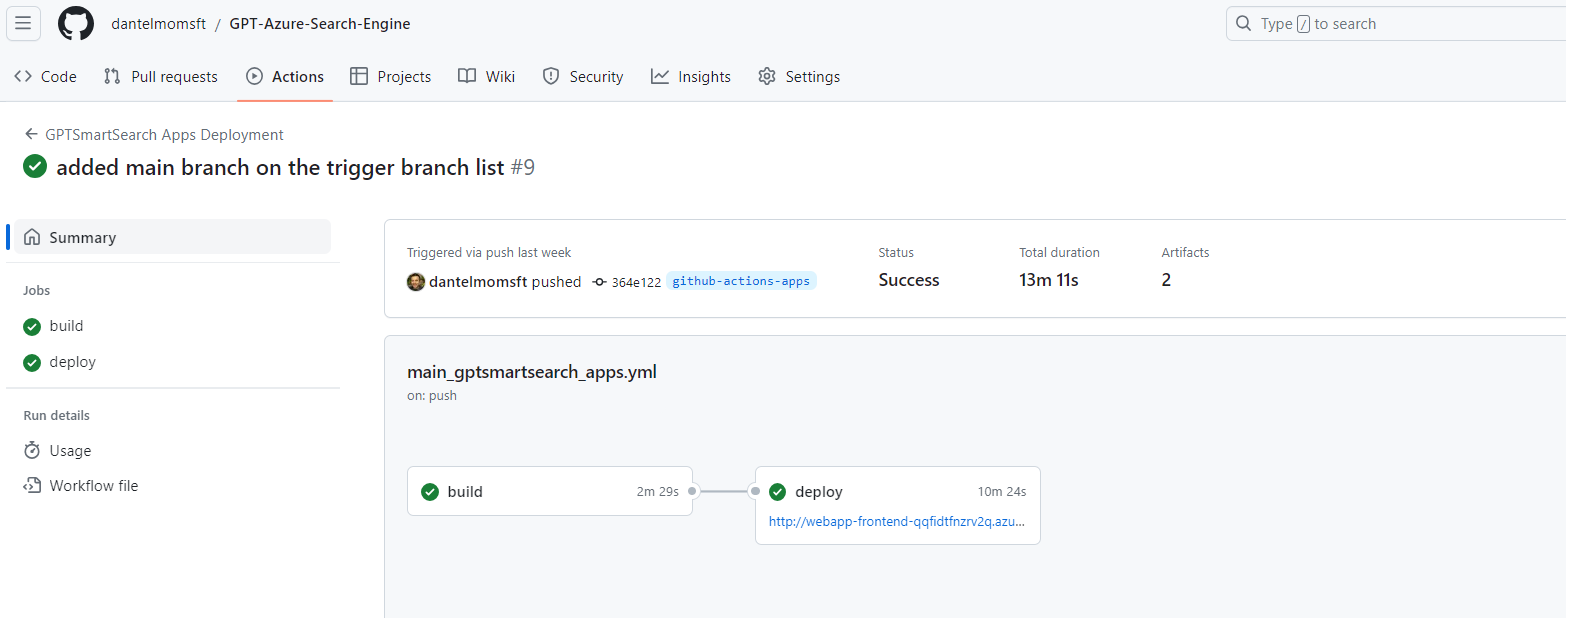 dantelmomsft / GPT-Azure-Search-Engine
Type / to search
Code Pull requests Actions Projects Wiki Security Insights Settings
GPTSmartSearch Apps Deployment
added main branch on the trigger branch list #9
Summary
Jobs
build
deploy
Run details
Usage
Workflow file
Triggered via push last week
dantelmomsft pushed 364e122 github-actions-apps
Status
Success
Total duration
13m 11s
Artifacts
2
main_gptsmartsearch_apps.yml
on: push
build 2m 29s
deploy 10m 24s
http://webapp-frontend-qqfidtfnzrv2q.azu...